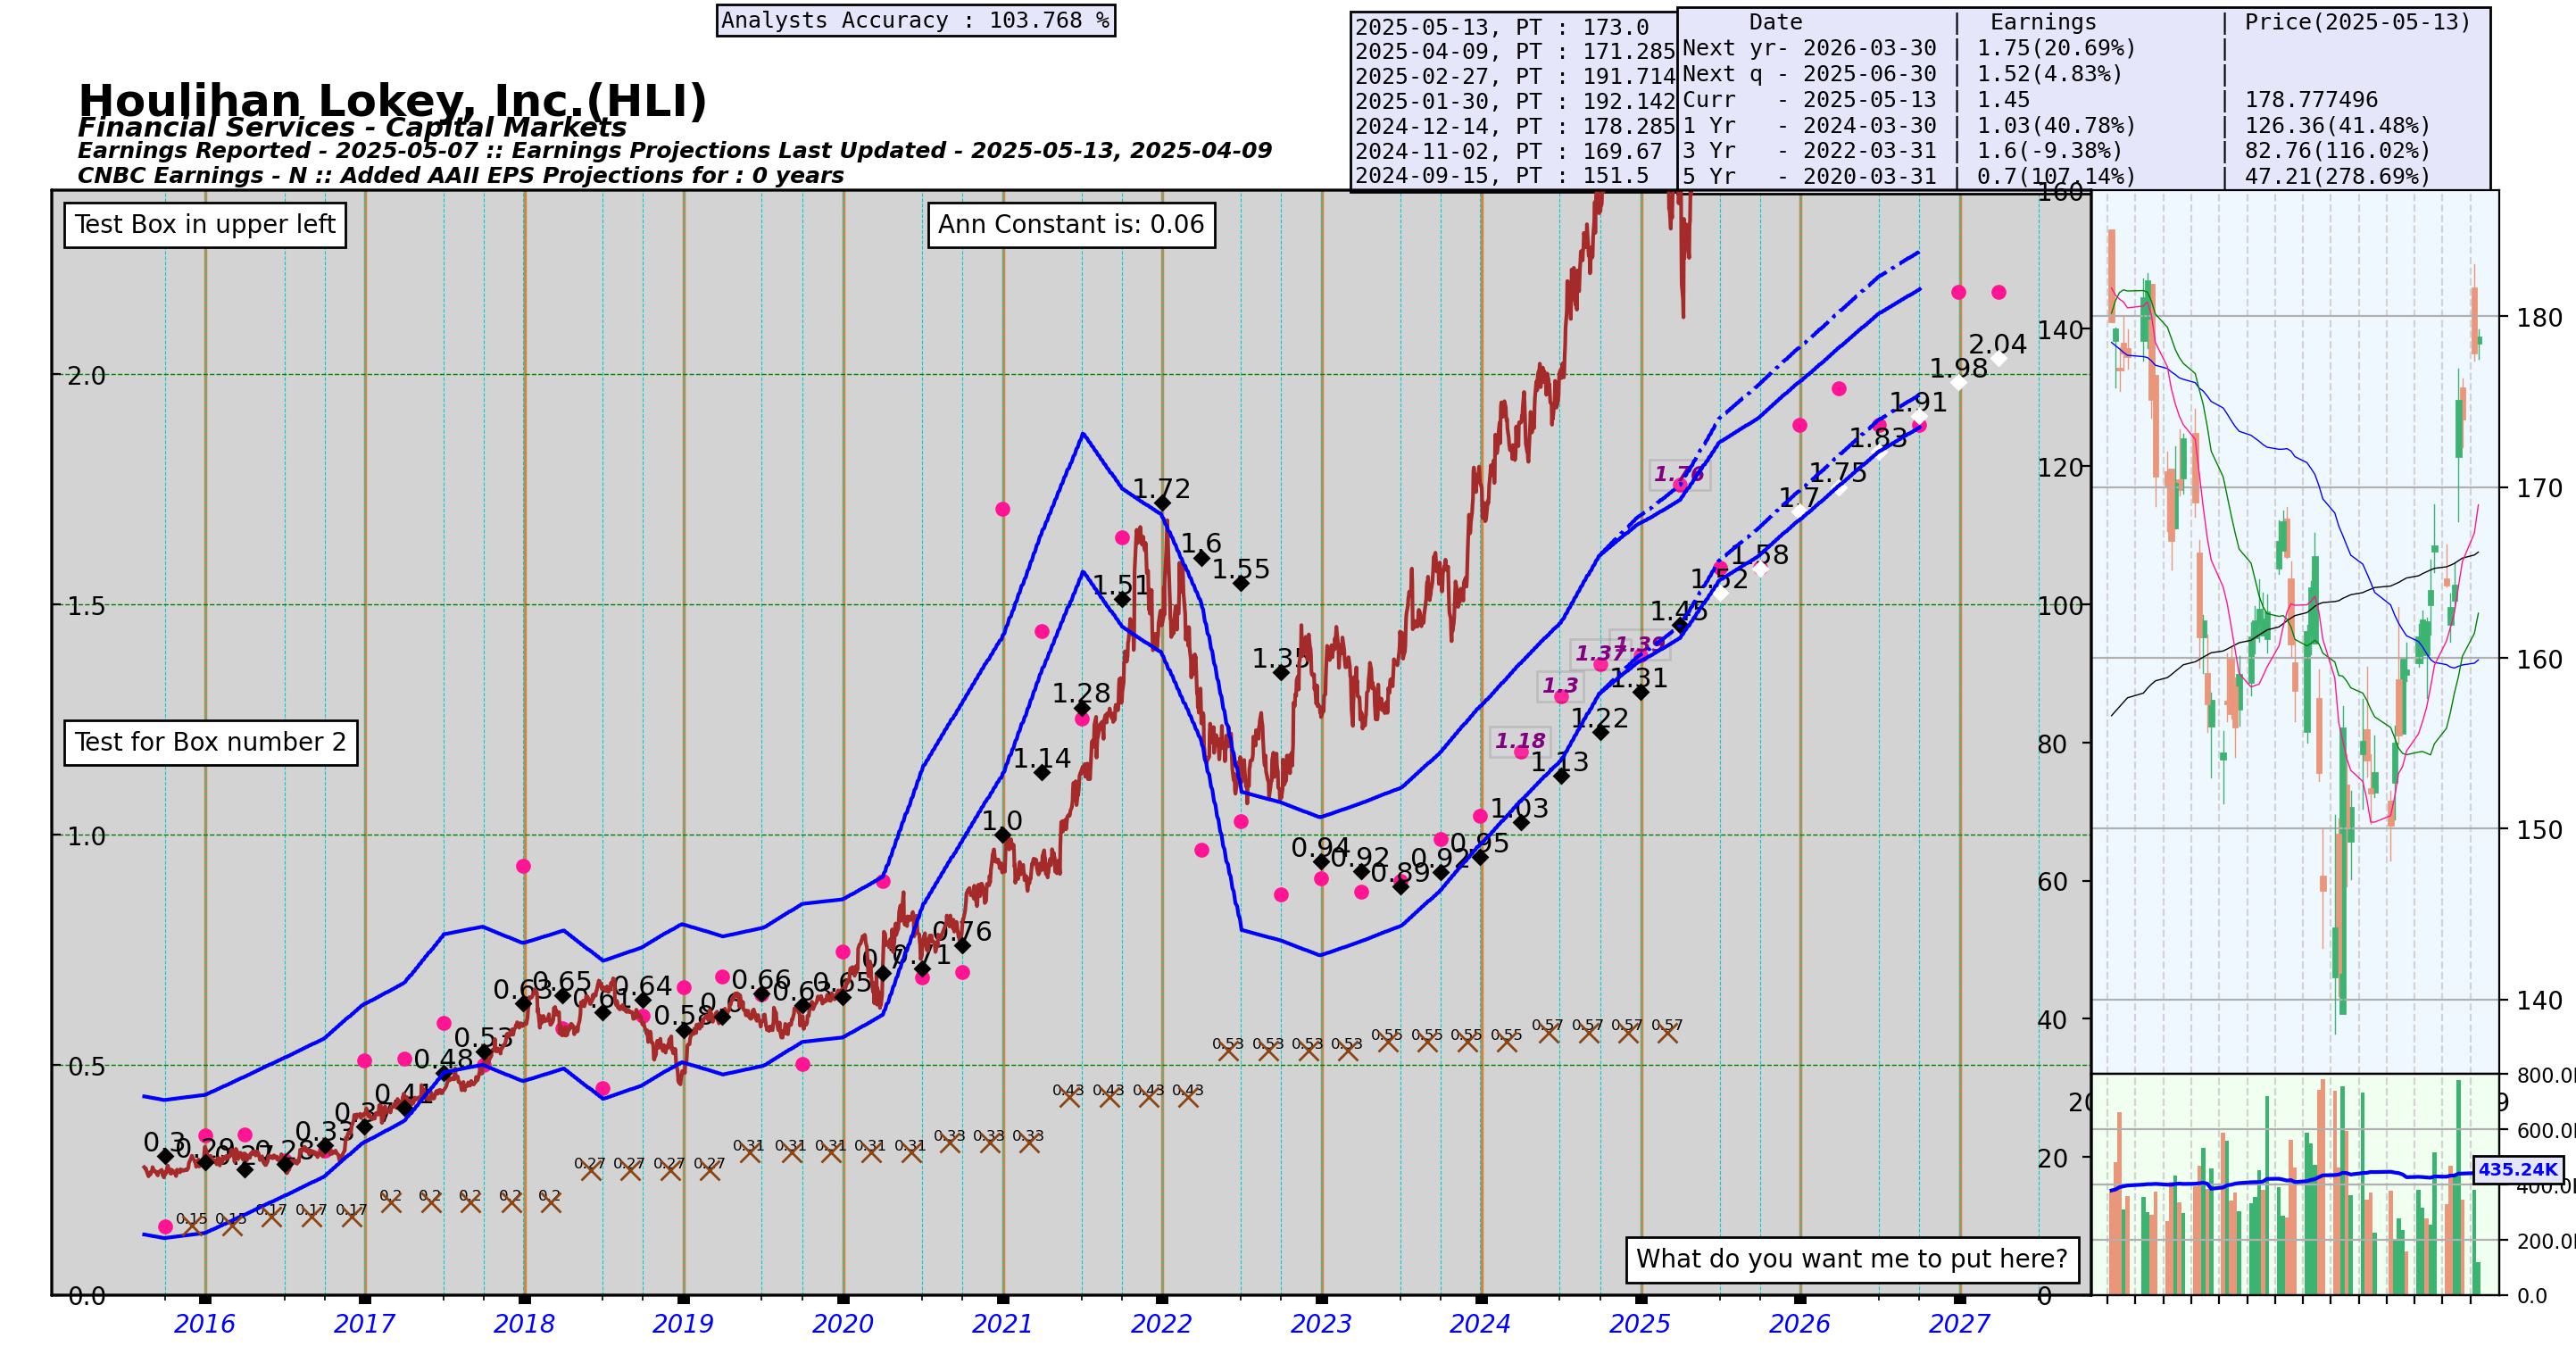 Analysts Accuracy : 103.768 %
Houlihan Lokey, Inc.(HLI)
Financial Services - Capital Markets
Earnings Reported - 2025-05-07 :: Earnings Projections Last Updated - 2025-05-13, 2025-04-09
CNBC Earnings - N :: Added AAII EPS Projections for : 0 years
2025-05-13, PT : 173.0
2025-04-09, PT : 171.285
2025-02-27, PT : 191.714
2025-01-30, PT : 192.142
2024-12-14, PT : 178.285
2024-11-02, PT : 169.67
2024-09-15, PT : 151.5
Date | Earnings | Price(2025-05-13)
Next yr- 2026-03-30 | 1.75(20.69%) |
Next q - 2025-06-30 | 1.52(4.83%) |
Curr - 2025-05-13 | 1.45 | 178.777496
1 Yr - 2024-03-30 | 1.03(40.78%) | 126.36(41.48%)
3 Yr - 2022-03-31 | 1.6(-9.38%) | 82.76(116.02%)
5 Yr - 2020-03-31 | 0.7(107.14%) | 47.21(278.69%)
Test Box in upper left
Ann Constant is: 0.06
Test for Box number 2
What do you want me to put here?
2.0
1.5
1.0
0.5
0.0
160
140
120
100
80
60
40
20
0
180
170
160
150
140
435.24K
200.0
0.0
0.3 0.29 0.27 0.28 0.33 0.37 0.41 0.48 0.53 0.63 0.65 0.61 0.64 0.58 0.6 0.66 0.63 0.65 0.7 0.71 0.76 1.0 1.14 1.28 1.51 1.72 1.6 1.55 1.35 0.94 0.92 0.89 0.92 0.95 1.03 1.13 1.22 1.31 1.45 1.52 1.58 1.7 1.75 1.83 1.91 1.98 2.04
1.18 1.3 1.37 1.39 1.76
0.15 0.15 0.17 0.17 0.17 0.2 0.2 0.2 0.2 0.2 0.27 0.27 0.27 0.27 0.31 0.31 0.31 0.31 0.31 0.33 0.33 0.33 0.43 0.43 0.43 0.43 0.53 0.53 0.53 0.53 0.55 0.55 0.55 0.55 0.57 0.57 0.57 0.57
2016 2017 2018 2019 2020 2021 2022 2023 2024 2025 2026 2027